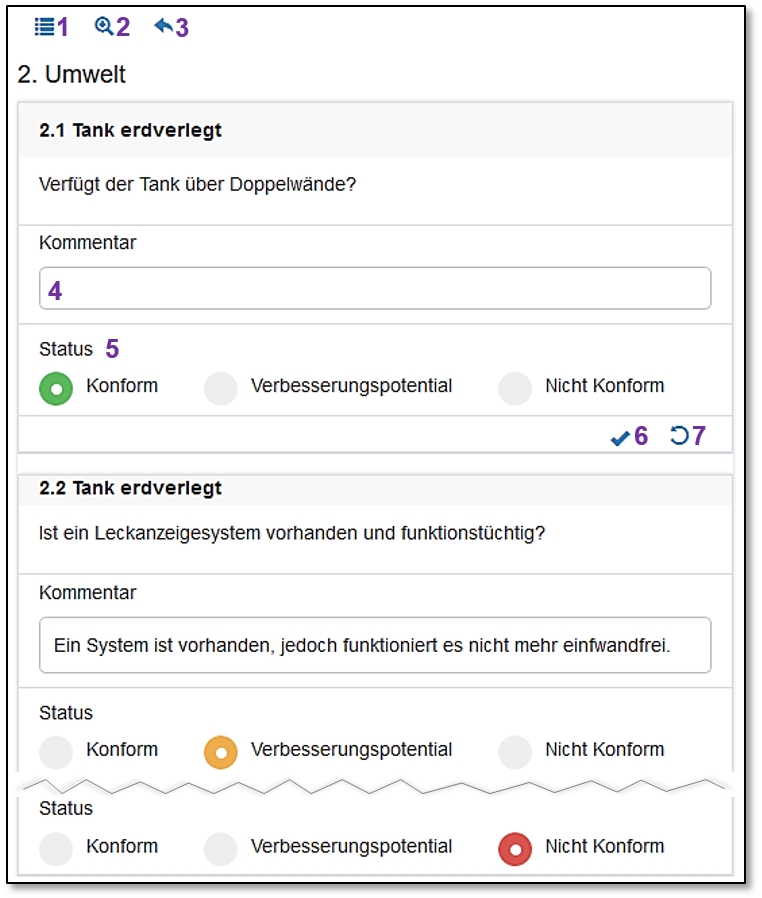 1 2 3
2. Umwelt
2.1 Tank erdverlegt
Verfügt der Tank über Doppelwände?
Kommentar
4
Status 5
Konform Verbesserungspotential Nicht Konform
6 7
2.2 Tank erdverlegt
Ist ein Leckanzeigesystem vorhanden und funktionstüchtig?
Kommentar
Ein System ist vorhanden, jedoch funktioniert es nicht mehr einfwandfrei.
Status
Konform Verbesserungspotential Nicht Konform
Status
Konform Verbesserungspotential Nicht Konform